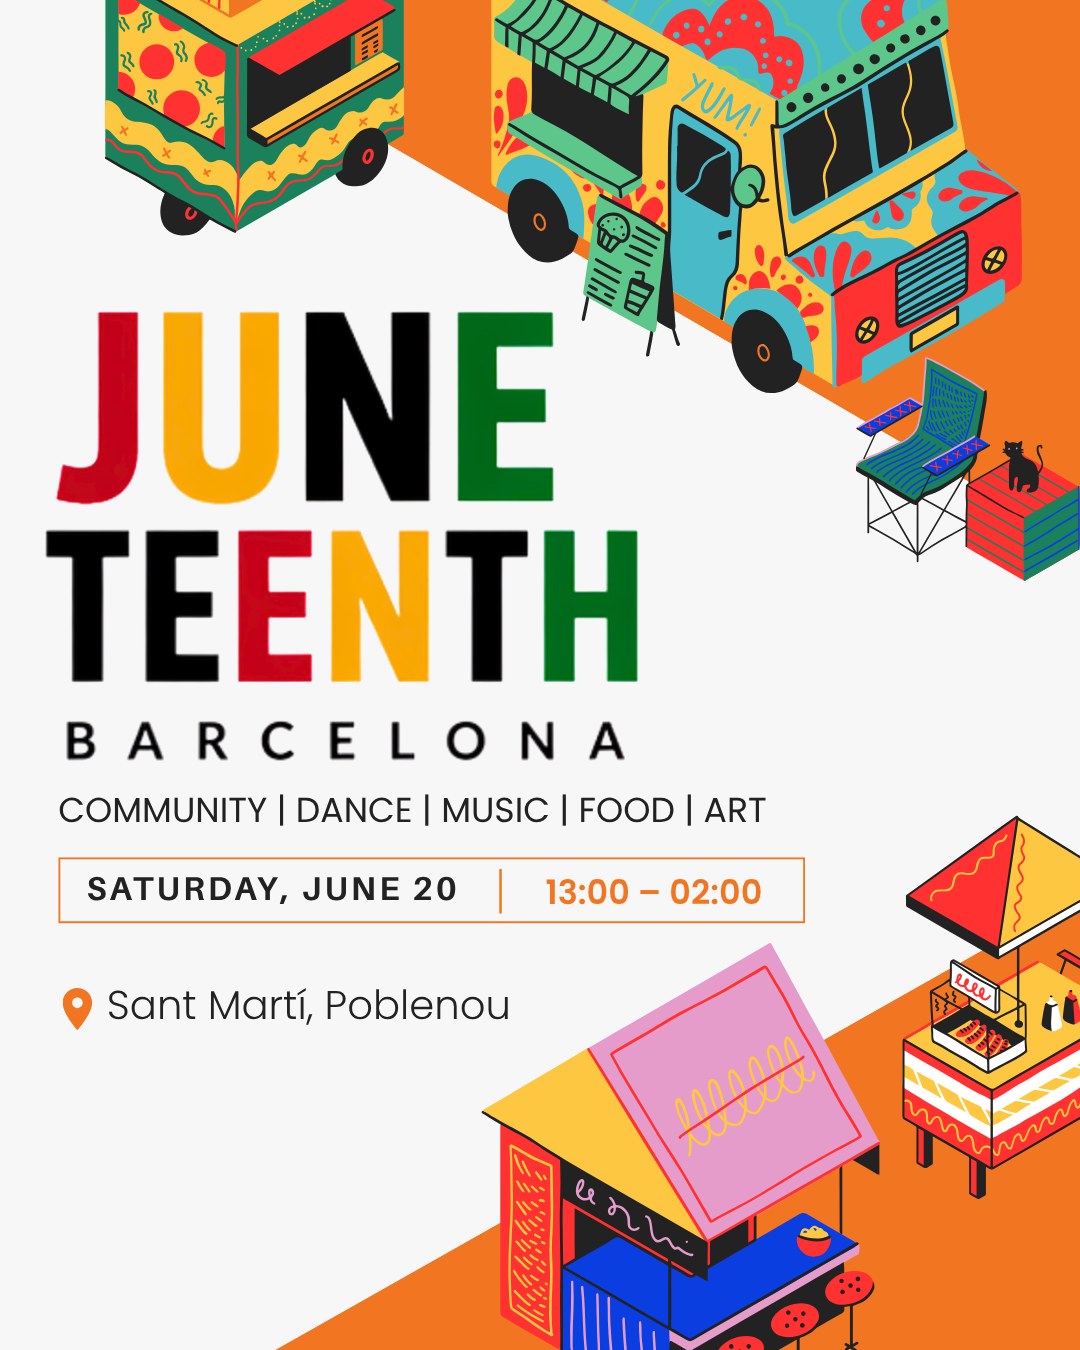 YUM!
JUNE
TEENTH
BARCELONA
COMMUNITY | DANCE | MUSIC | FOOD | ART
SATURDAY, JUNE 20 | 13:00 – 02:00
Sant Martí, Poblenou